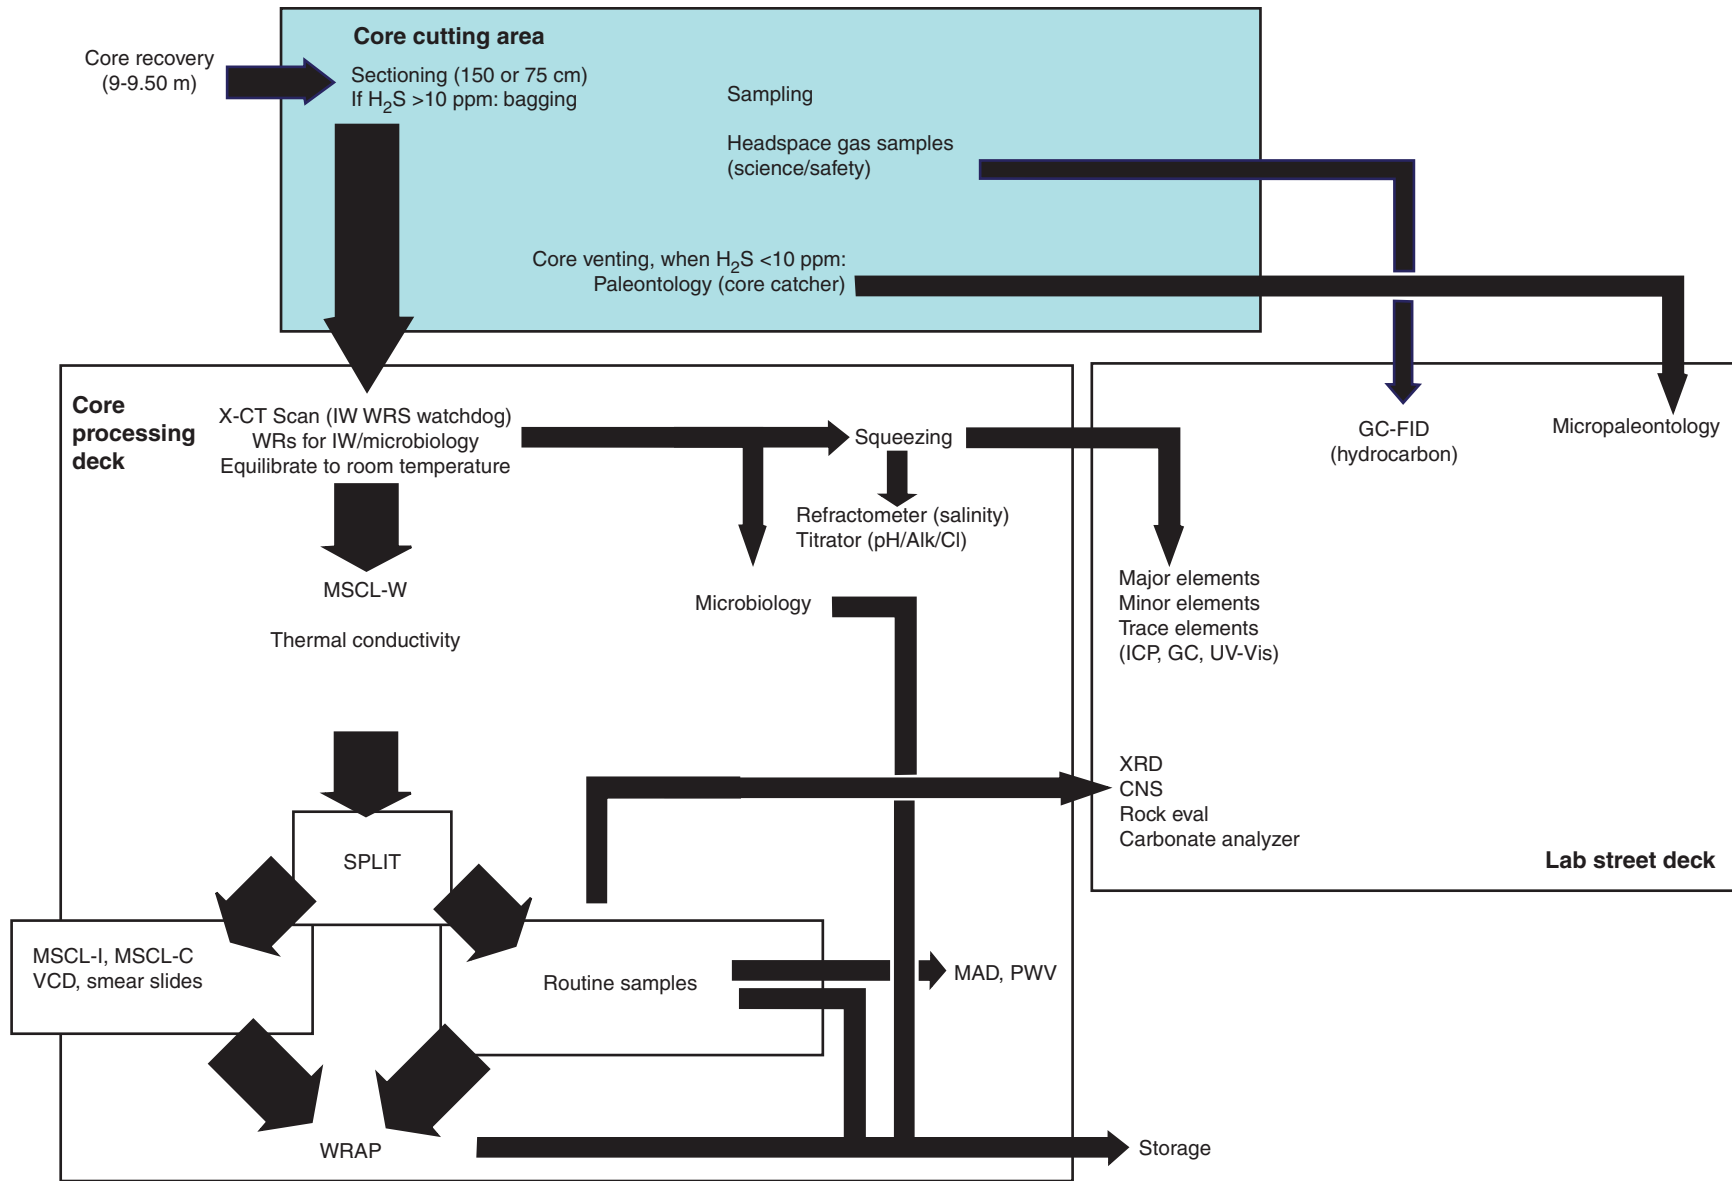 Core cutting area
Core recovery
(9-9.50 m)
Sectioning (150 or 75 cm)
If H₂S >10 ppm: bagging
Sampling
Headspace gas samples
(science/safety)
Core venting, when H₂S <10 ppm:
Paleontology (core catcher)
Core
processing
deck
X-CT Scan (IW WRS watchdog)
WRs for IW/microbiology
Equilibrate to room temperature
Squeezing
GC-FID
(hydrocarbon)
Micropaleontology
Refractometer (salinity)
Titrator (pH/Alk/Cl)
MSCL-W
Thermal conductivity
Microbiology
Major elements
Minor elements
Trace elements
(ICP, GC, UV-Vis)
XRD
CNS
Rock eval
Carbonate analyzer
Lab street deck
SPLIT
MSCL-I, MSCL-C
VCD, smear slides
Routine samples
MAD, PWV
WRAP
Storage